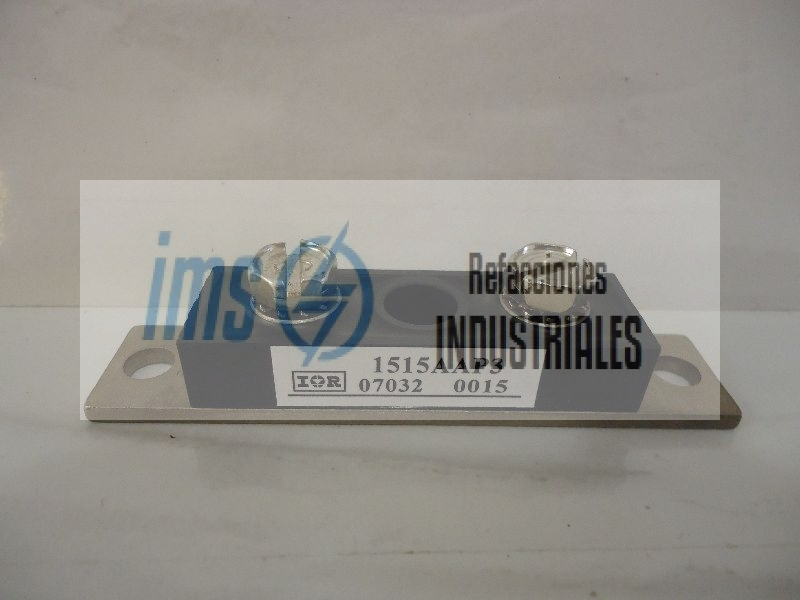 ims
Refacciones
INDUSTRIALES
1515AAP3
IOR
07032 0015